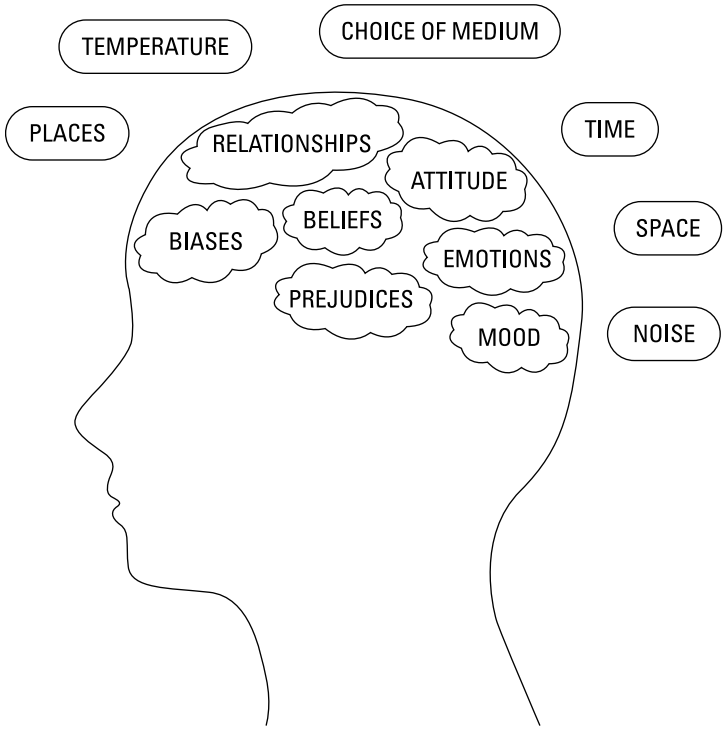 CHOICE OF MEDIUM
TEMPERATURE
PLACES
TIME
RELATIONSHIPS
ATTITUDE
BELIEFS
BIASES
SPACE
EMOTIONS
PREJUDICES
MOOD
NOISE